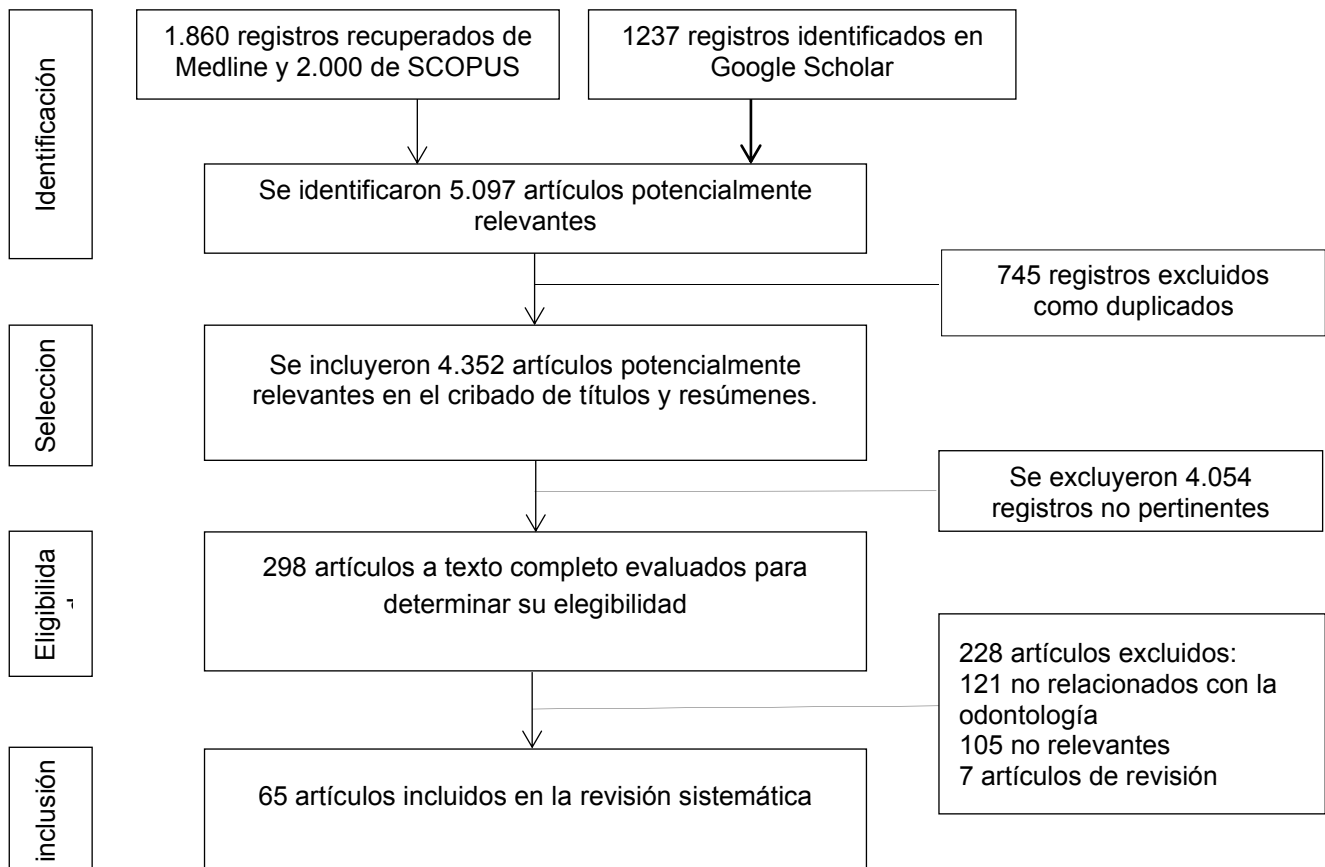 Identificación
1.860 registros recuperados de
Medline y 2.000 de SCOPUS
1237 registros identificados en
Google Scholar
Se identificaron 5.097 artículos potencialmente
relevantes
745 registros excluidos
como duplicados
Seleccion
Se incluyeron 4.352 artículos potencialmente
relevantes en el cribado de títulos y resúmenes.
Se excluyeron 4.054
registros no pertinentes
Eligibilida
298 artículos a texto completo evaluados para
determinar su elegibilidad
228 artículos excluidos:
121 no relacionados con la
odontología
105 no relevantes
7 artículos de revisión
inclusión
65 artículos incluidos en la revisión sistemática